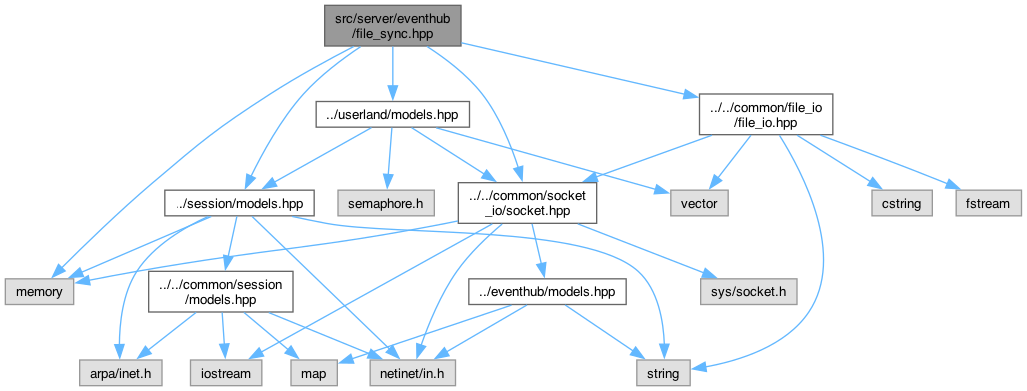 src/server/eventhub
/file_sync.hpp
../../common/file_io
/file_io.hpp
../userland/models.hpp
../session/models.hpp
semaphore.h
../../common/socket
_io/socket.hpp
vector
cstring
fstream
memory
../../common/session
/models.hpp
../eventhub/models.hpp
sys/socket.h
arpa/inet.h
iostream
map
netinet/in.h
string